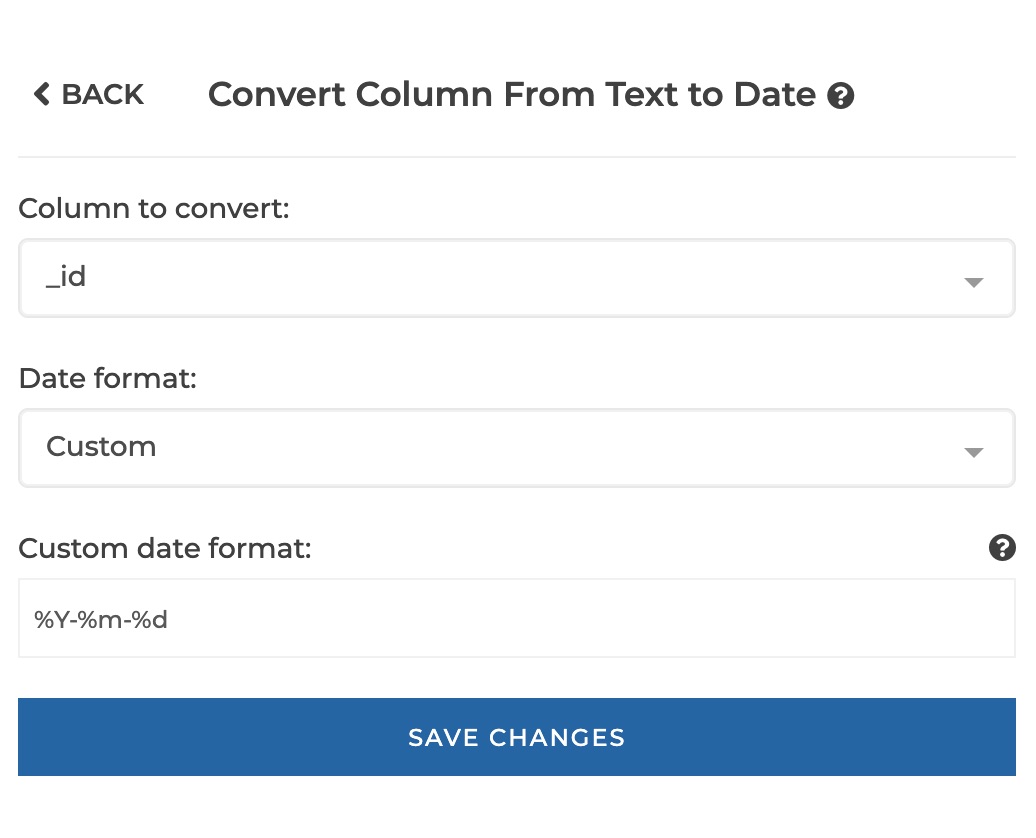 BACK Convert Column From Text to Date ?
Column to convert:
_id
Date format:
Custom
Custom date format: ?
%Y-%m-%d
SAVE CHANGES